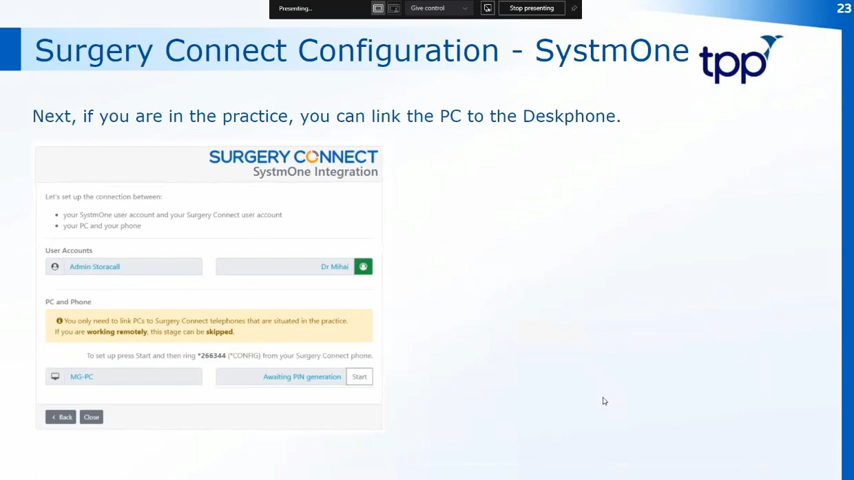 Presenting...
Give control
Stop presenting
23
Surgery Connect Configuration - SystmOne
tpp
Next, if you are in the practice, you can link the PC to the Deskphone.
SURGERY CONNECT
SystmOne Integration
Let's set up the connection between:
• your SystmOne user account and your Surgery Connect user account
• your PC and your phone
User Accounts
Admin Storacall
Dr Mihai
PC and Phone
You only need to link PCs to Surgery Connect telephones that are situated in the practice.
If you are working remotely, this stage can be skipped.
To set up press Start and then ring *266344 (*CONFIG) from your Surgery Connect phone.
MG-PC
Awaiting PIN generation
Start
< Back
Close